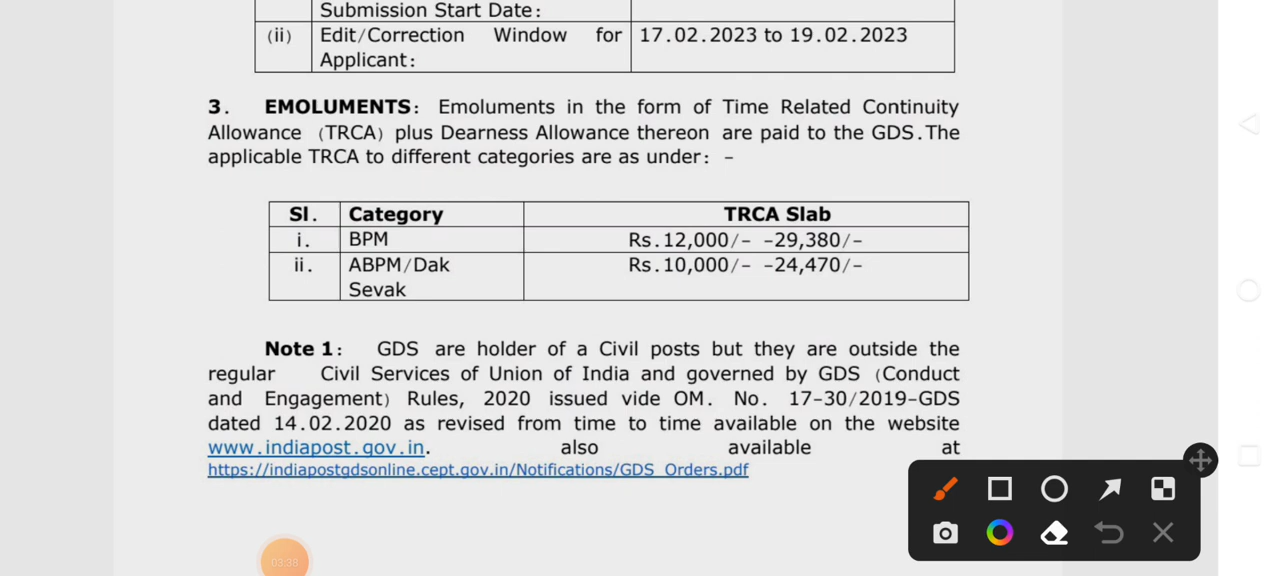 Submission Start Date:
(ii) Edit/Correction Window for 17.02.2023 to 19.02.2023
Applicant:
3. EMOLUMENTS: Emoluments in the form of Time Related Continuity
Allowance (TRCA) plus Dearness Allowance thereon are paid to the GDS.The
applicable TRCA to different categories are as under: -
Sl. Category TRCA Slab
i. BPM Rs.12,000/- -29,380/-
ii. ABPM/Dak Rs.10,000/- -24,470/-
Sevak
Note 1: GDS are holder of a Civil posts but they are outside the
regular Civil Services of Union of India and governed by GDS (Conduct
and Engagement) Rules, 2020 issued vide OM. No. 17-30/2019-GDS
dated 14.02.2020 as revised from time to time available on the website
www.indiapost.gov.in. also available at
https://indiapostgdsonline.cept.gov.in/Notifications/GDS_Orders.pdf
03:38